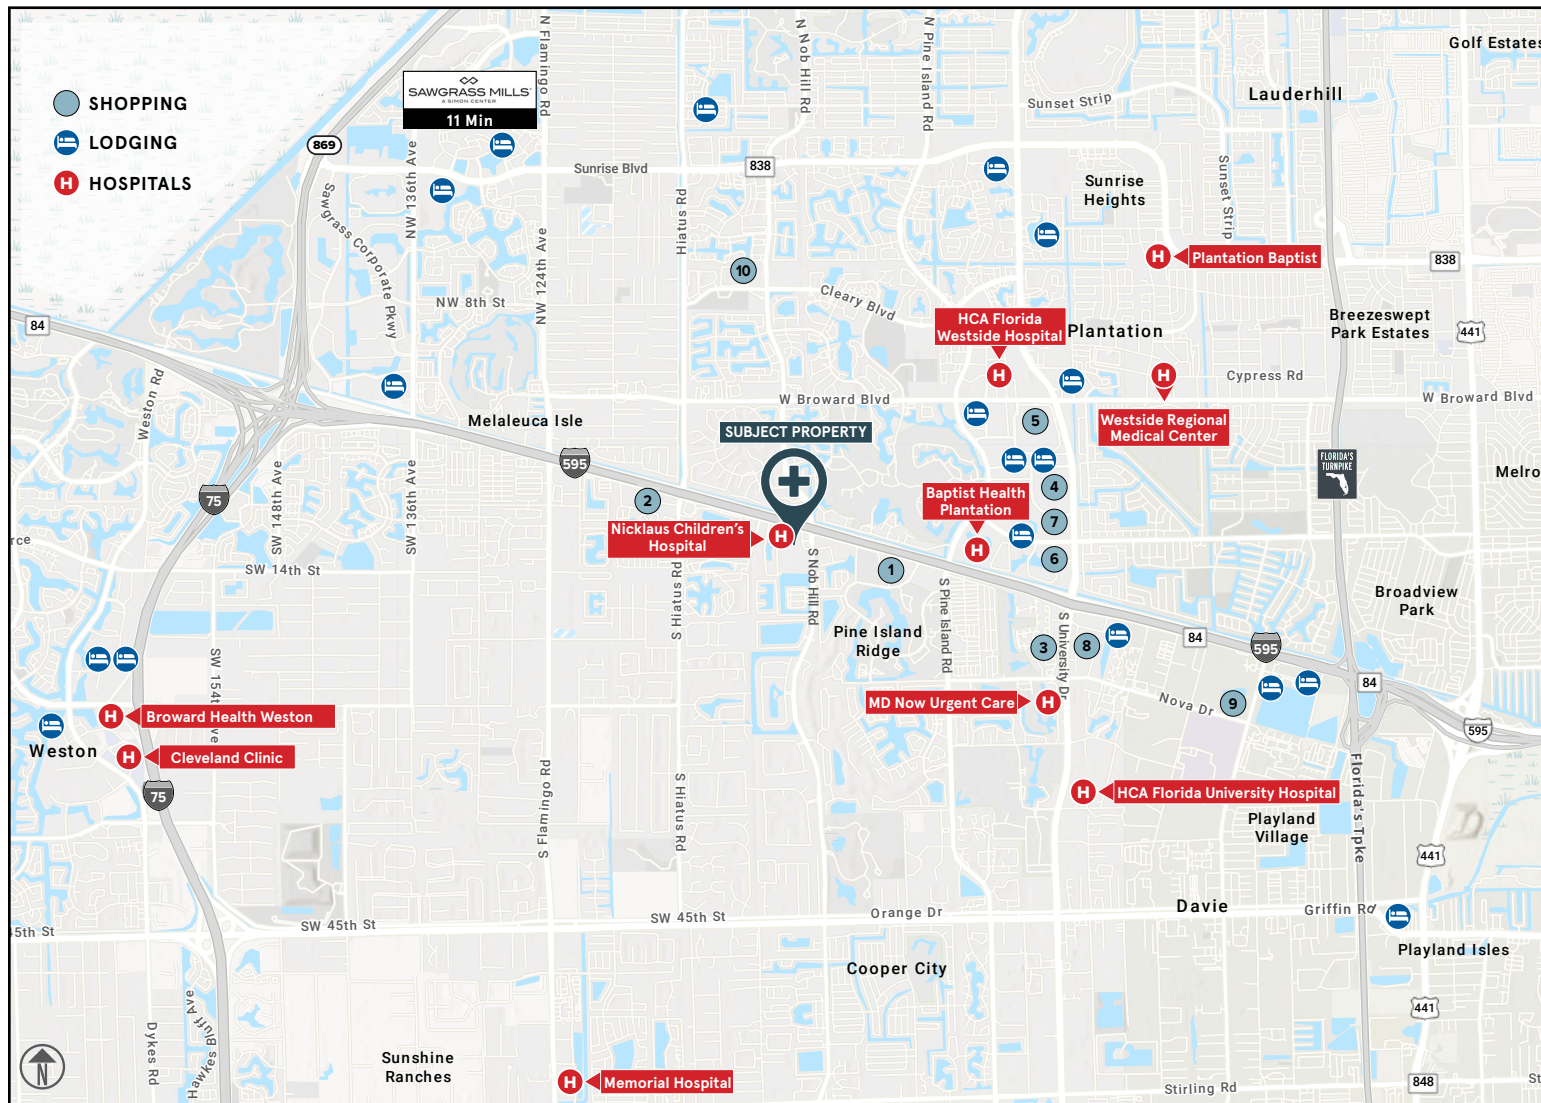 SHOPPING
LODGING
HOSPITALS
SAWGRASS MILLS
A SIMON CENTER
11 Min
N Flamingo Rd
N Nob Hill Rd
N Pine Island Rd
Golf Estates
Lauderhill
Sunset Strip
869
Sunrise Blvd
838
NW 136th Ave
Sawgrass Corporate Pkwy
Hiatus Rd
Sunrise
Heights
Sunset Strip
Plantation Baptist
838
NW 124th Ave
10
NW 8th St
Cleary Blvd
84
HCA Florida
Westside Hospital
Plantation
Breezeswept
Park Estates
441
Weston Rd
Cypress Rd
W Broward Blvd
W Broward Blvd
Melaleuca Isle
SUBJECT PROPERTY
5
Westside Regional
Medical Center
FLORIDA'S
TURNPIKE
Melro
595
75
SW 148th Ave
SW 136th Ave
2
4
Baptist Health
Plantation
7
Nicklaus Children's
Hospital
6
1
rce
SW 14th St
S Hiatus Rd
S Nob Hill Rd
S Pine Island Rd
Broadview
Park
Pine Island
Ridge
S University Dr
3
8
84
595
SW 154th Ave
84
MD Now Urgent Care
Nova Dr
9
Broward Health Weston
Weston
Cleveland Clinic
595
75
S Flamingo Rd
S Hiatus Rd
HCA Florida University Hospital
Playland
Village
Florida's Tpke
441
SW 45th St
SW 45th St
Orange Dr
Davie
Griffin Rd
45th St
Playland Isles
Cooper City
441
Dykes Rd
Hawkes Bluff Ave
Sunshine
Ranches
Memorial Hospital
Stirling Rd
848
St
N